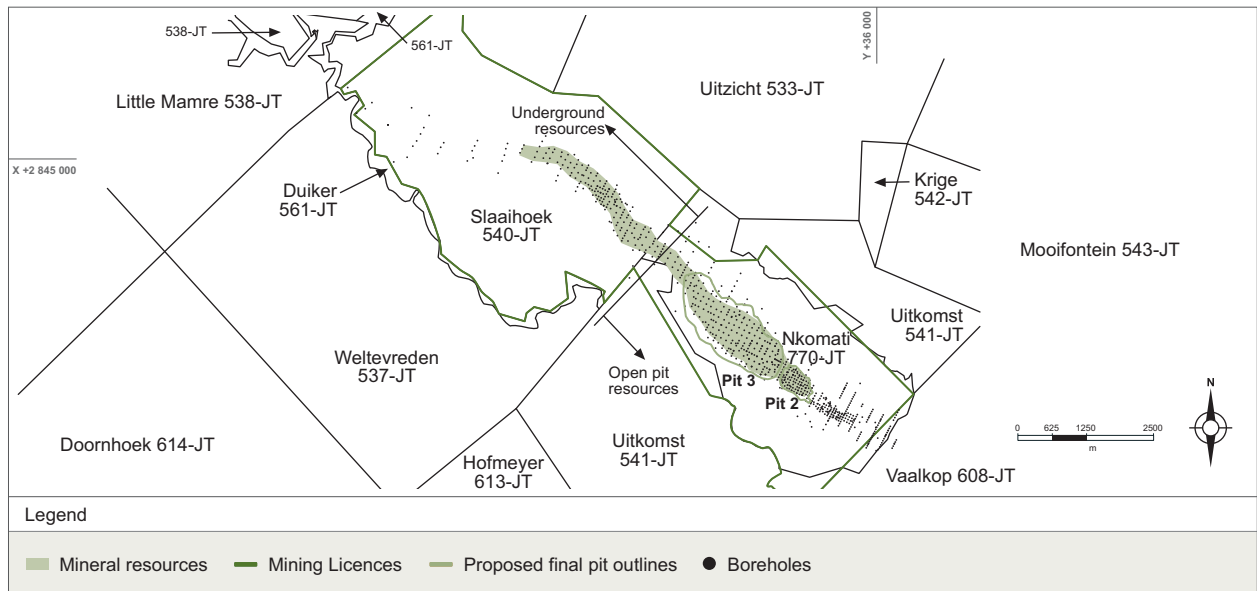 538-JT
561-JT
Y +36 000
Little Mamre 538-JT
Uitzicht 533-JT
Underground
resources
X +2 845 000
Duiker
561-JT
Krige
542-JT
Slaaihoek
540-JT
Mooifontein 543-JT
Uitkomst
541-JT
Nkomati
770-JT
Weltevreden
537-JT
Open pit
resources
Pit 3
Pit 2
N
0 625 1250 2500
m
Doornhoek 614-JT
Uitkomst
541-JT
Hofmeyer
613-JT
Vaalkop 608-JT
Legend
Mineral resources Mining Licences Proposed final pit outlines Boreholes